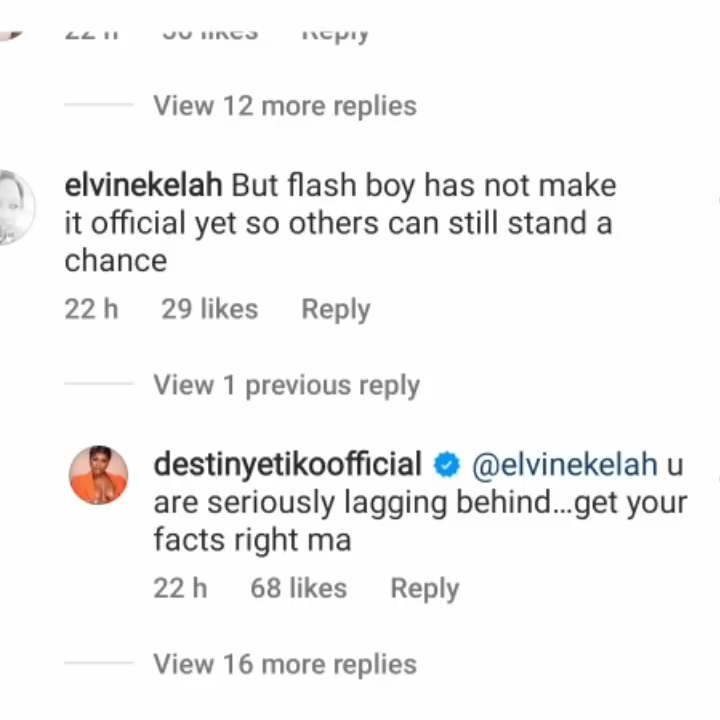 22 h 50 likes Reply
View 12 more replies
elvinekelah But flash boy has not make
it official yet so others can still stand a
chance
22 h 29 likes Reply
View 1 previous reply
destinyetikoofficial @elvinekelah u
are seriously lagging behind...get your
facts right ma
22 h 68 likes Reply
View 16 more replies